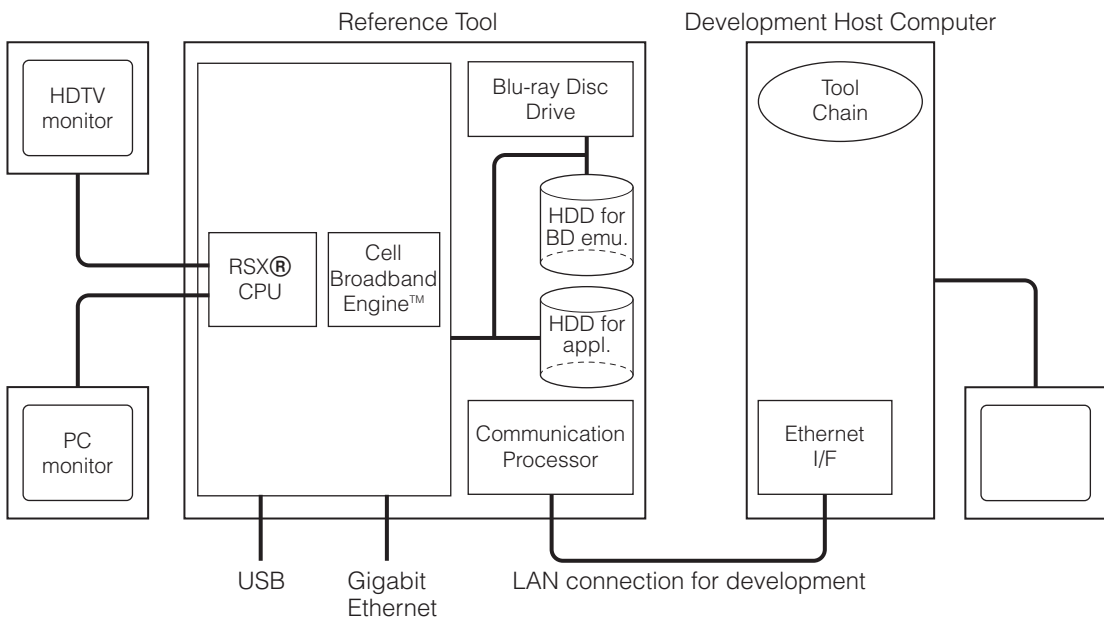 Reference Tool
Development Host Computer
HDTV
monitor
Blu-ray Disc
Drive
Tool
Chain
HDD for
BD emu.
RSX®
CPU
Cell
Broadband
Engine™
HDD for
appl.
PC
monitor
Communication
Processor
Ethernet
I/F
USB
Gigabit
Ethernet
LAN connection for development